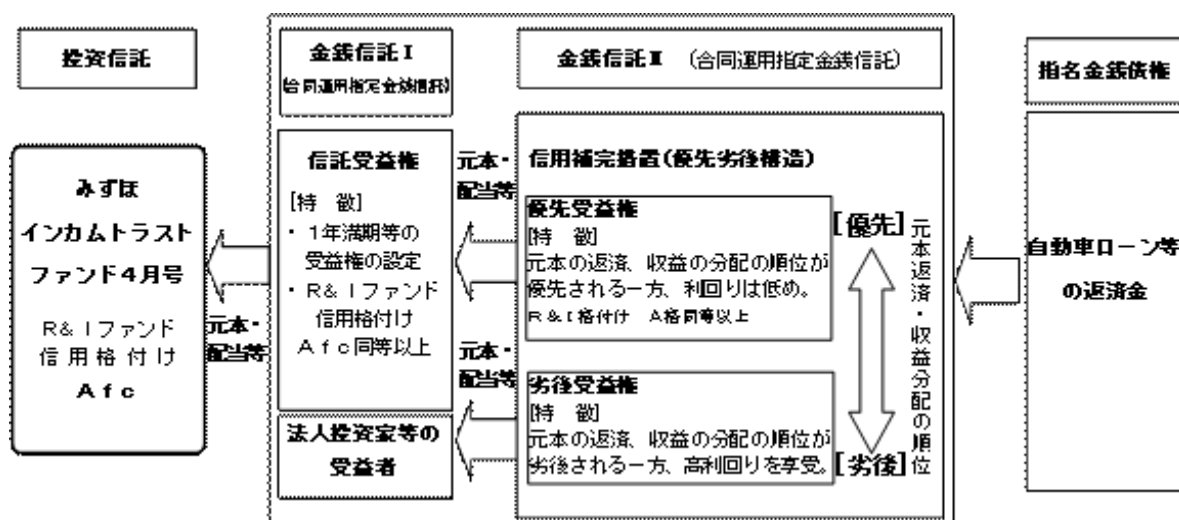 投資信託
みずほ
インカムトラスト
ファンド4月号
R&Iファンド
信用格付け
Afc
元本・
配当等
金銭信託Ⅰ
(合同運用指定金銭信託)
信託受益権
[特 徴]
・1年満期等の
受益権の設定
・R&Iファンド
信用格付け
Afc同等以上
法人投資家等の
受益者
元本・
配当等
元本・
配当等
金銭信託Ⅱ (合同運用指定金銭信託)
信用補完措置(優先劣後構造)
優先受益権
[特 徴]
元本の返済、収益の分配の順位が
優先される一方、利回りは低め。
R&I格付け A格同等以上
劣後受益権
[特 徴]
元本の返済、収益の分配の順位が
劣後される一方、高利回りを享受。
[優先]
[劣後]
元本返済・収益分配の順位
指名金銭債権
自動車ローン等
の返済金